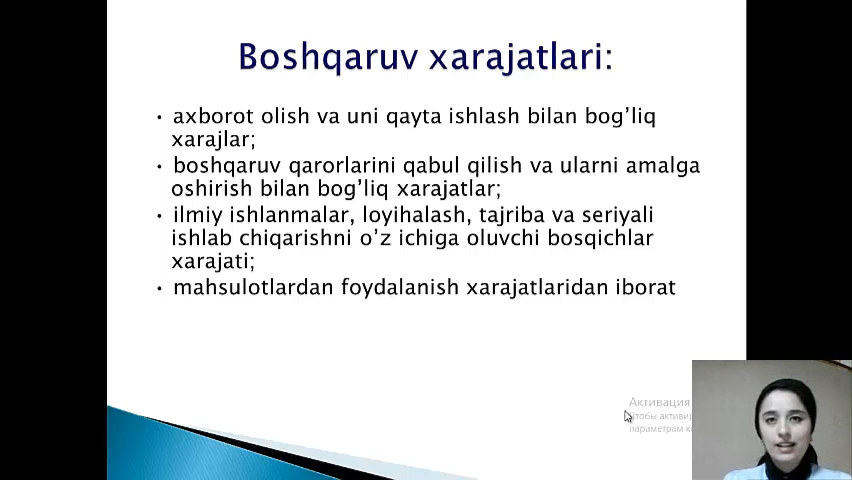 Boshqaruv xarajatlari:
• axborot olish va uni qayta ishlash bilan bog’liq
xarajlar;
• boshqaruv qarorlarini qabul qilish va ularni amalga
oshirish bilan bog’liq xarajatlar;
• ilmiy ishlanmalar, loyihalash, tajriba va seriyali
ishlab chiqarishni o’z ichiga oluvchi bosqichlar
xarajati;
• mahsulotlardan foydalanish xarajatlaridan iborat
Активация
Чтобы активир
параметрам к